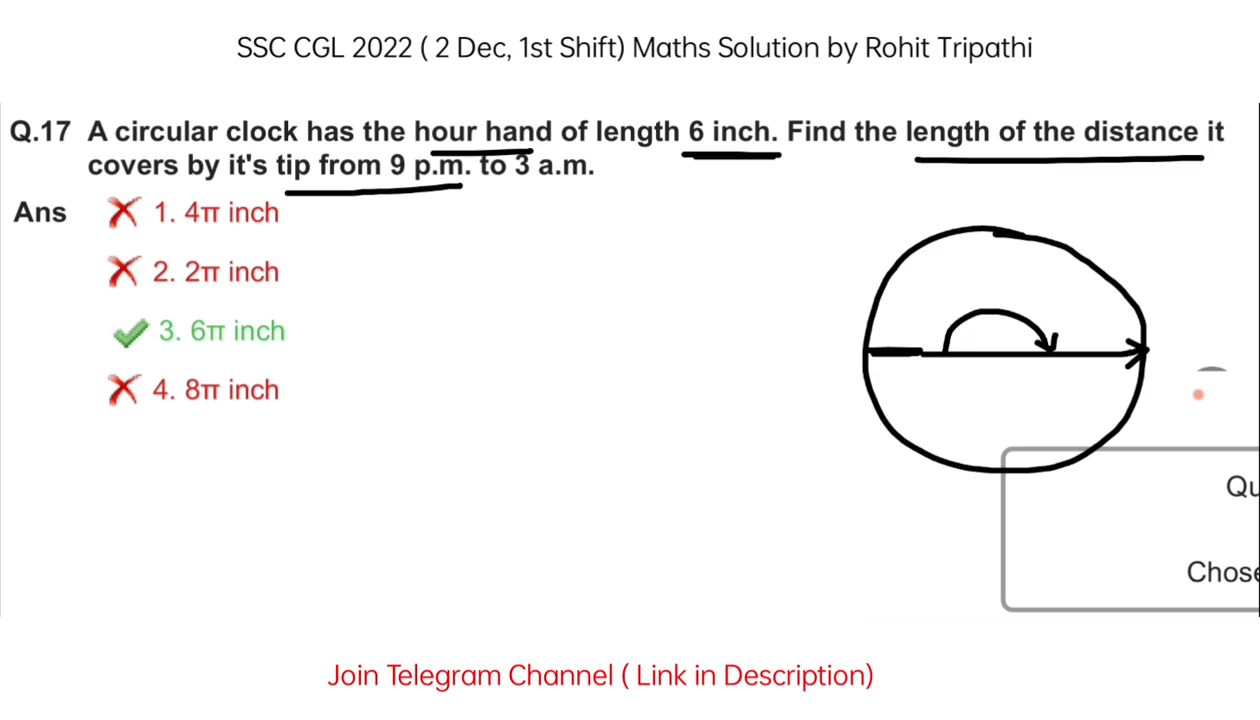 SSC CGL 2022 ( 2 Dec, 1st Shift) Maths Solution by Rohit Tripathi
Q.17 A circular clock has the hour hand of length 6 inch. Find the length of the distance it
covers by it's tip from 9 p.m. to 3 a.m.
Ans 1. 4π inch
2. 2π inch
3. 6π inch
4. 8π inch
Qu
Chose
Join Telegram Channel ( Link in Description)